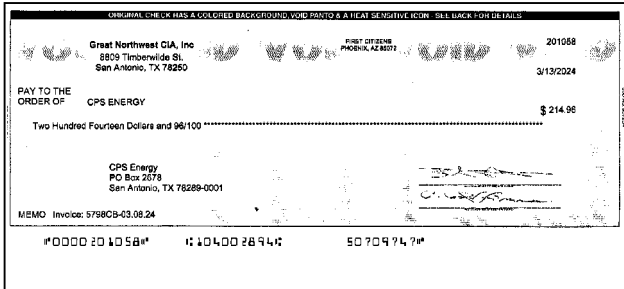 ORIGINAL CHECK HAS A COLORED BACKGROUND, VOID PANTO & A HEAT SENSITIVE ICON - SEE BACK FOR DETAILS
Great Northwest CIA, Inc
8809 Timberwilde St.
San Antonio, TX 78250
FIRST CITIZENS
PHOENIX, AZ 85072
201058
3/13/2024
PAY TO THE
ORDER OF CPS ENERGY
$ 214.96
Two Hundred Fourteen Dollars and 96/100
CPS Energy
PO Box 2678
San Antonio, TX 78289-0001
MEMO Invoice: 5798CB-03.08.24
⑈0000201058⑈ ⑆104002894⑆ 50709747⑈